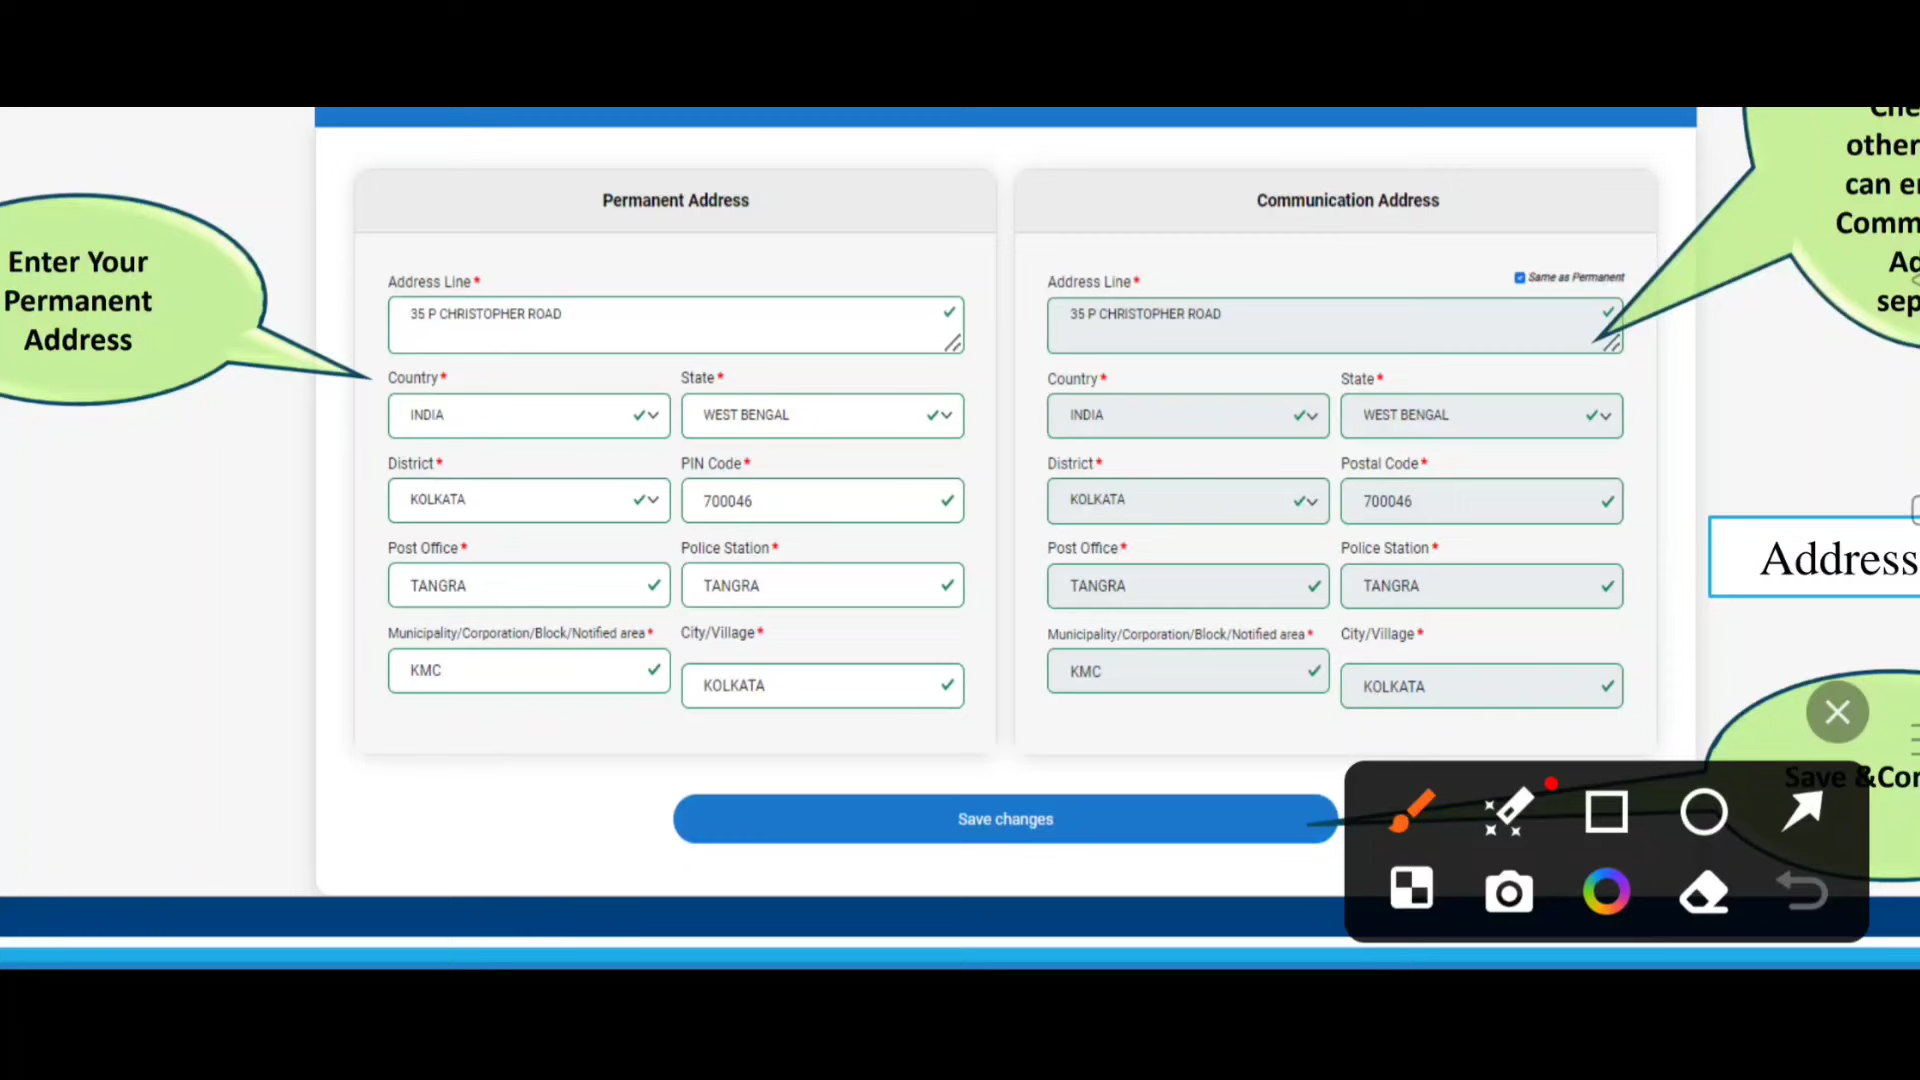 Enter Your
Permanent
Address
Permanent Address
Address Line*
35 P CHRISTOPHER ROAD
Country* State*
INDIA WEST BENGAL
District* PIN Code*
KOLKATA 700046
Post Office* Police Station*
TANGRA TANGRA
Municipality/Corporation/Block/Notified area* City/Village*
KMC KOLKATA
Communication Address
Address Line* Same as Permanent
35 P CHRISTOPHER ROAD
Country* State*
INDIA WEST BENGAL
District* Postal Code*
KOLKATA 700046
Post Office* Police Station*
TANGRA TANGRA
Municipality/Corporation/Block/Notified area* City/Village*
KMC KOLKATA
Save changes
other
can
sep
Address
Save &